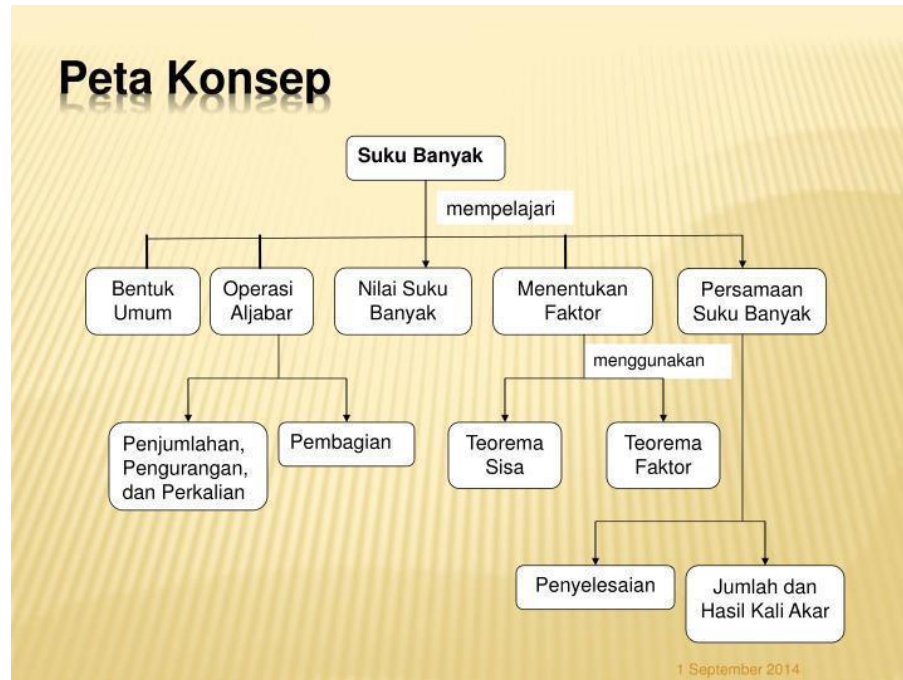 Peta Konsep
Suku Banyak
mempelajari
Bentuk
Umum
Operasi
Aljabar
Nilai Suku
Banyak
Menentukan
Faktor
Persamaan
Suku Banyak
menggunakan
Penjumlahan,
Pengurangan,
dan Perkalian
Pembagian
Teorema
Sisa
Teorema
Faktor
Penyelesaian
Jumlah dan
Hasil Kali Akar
1 September 2014